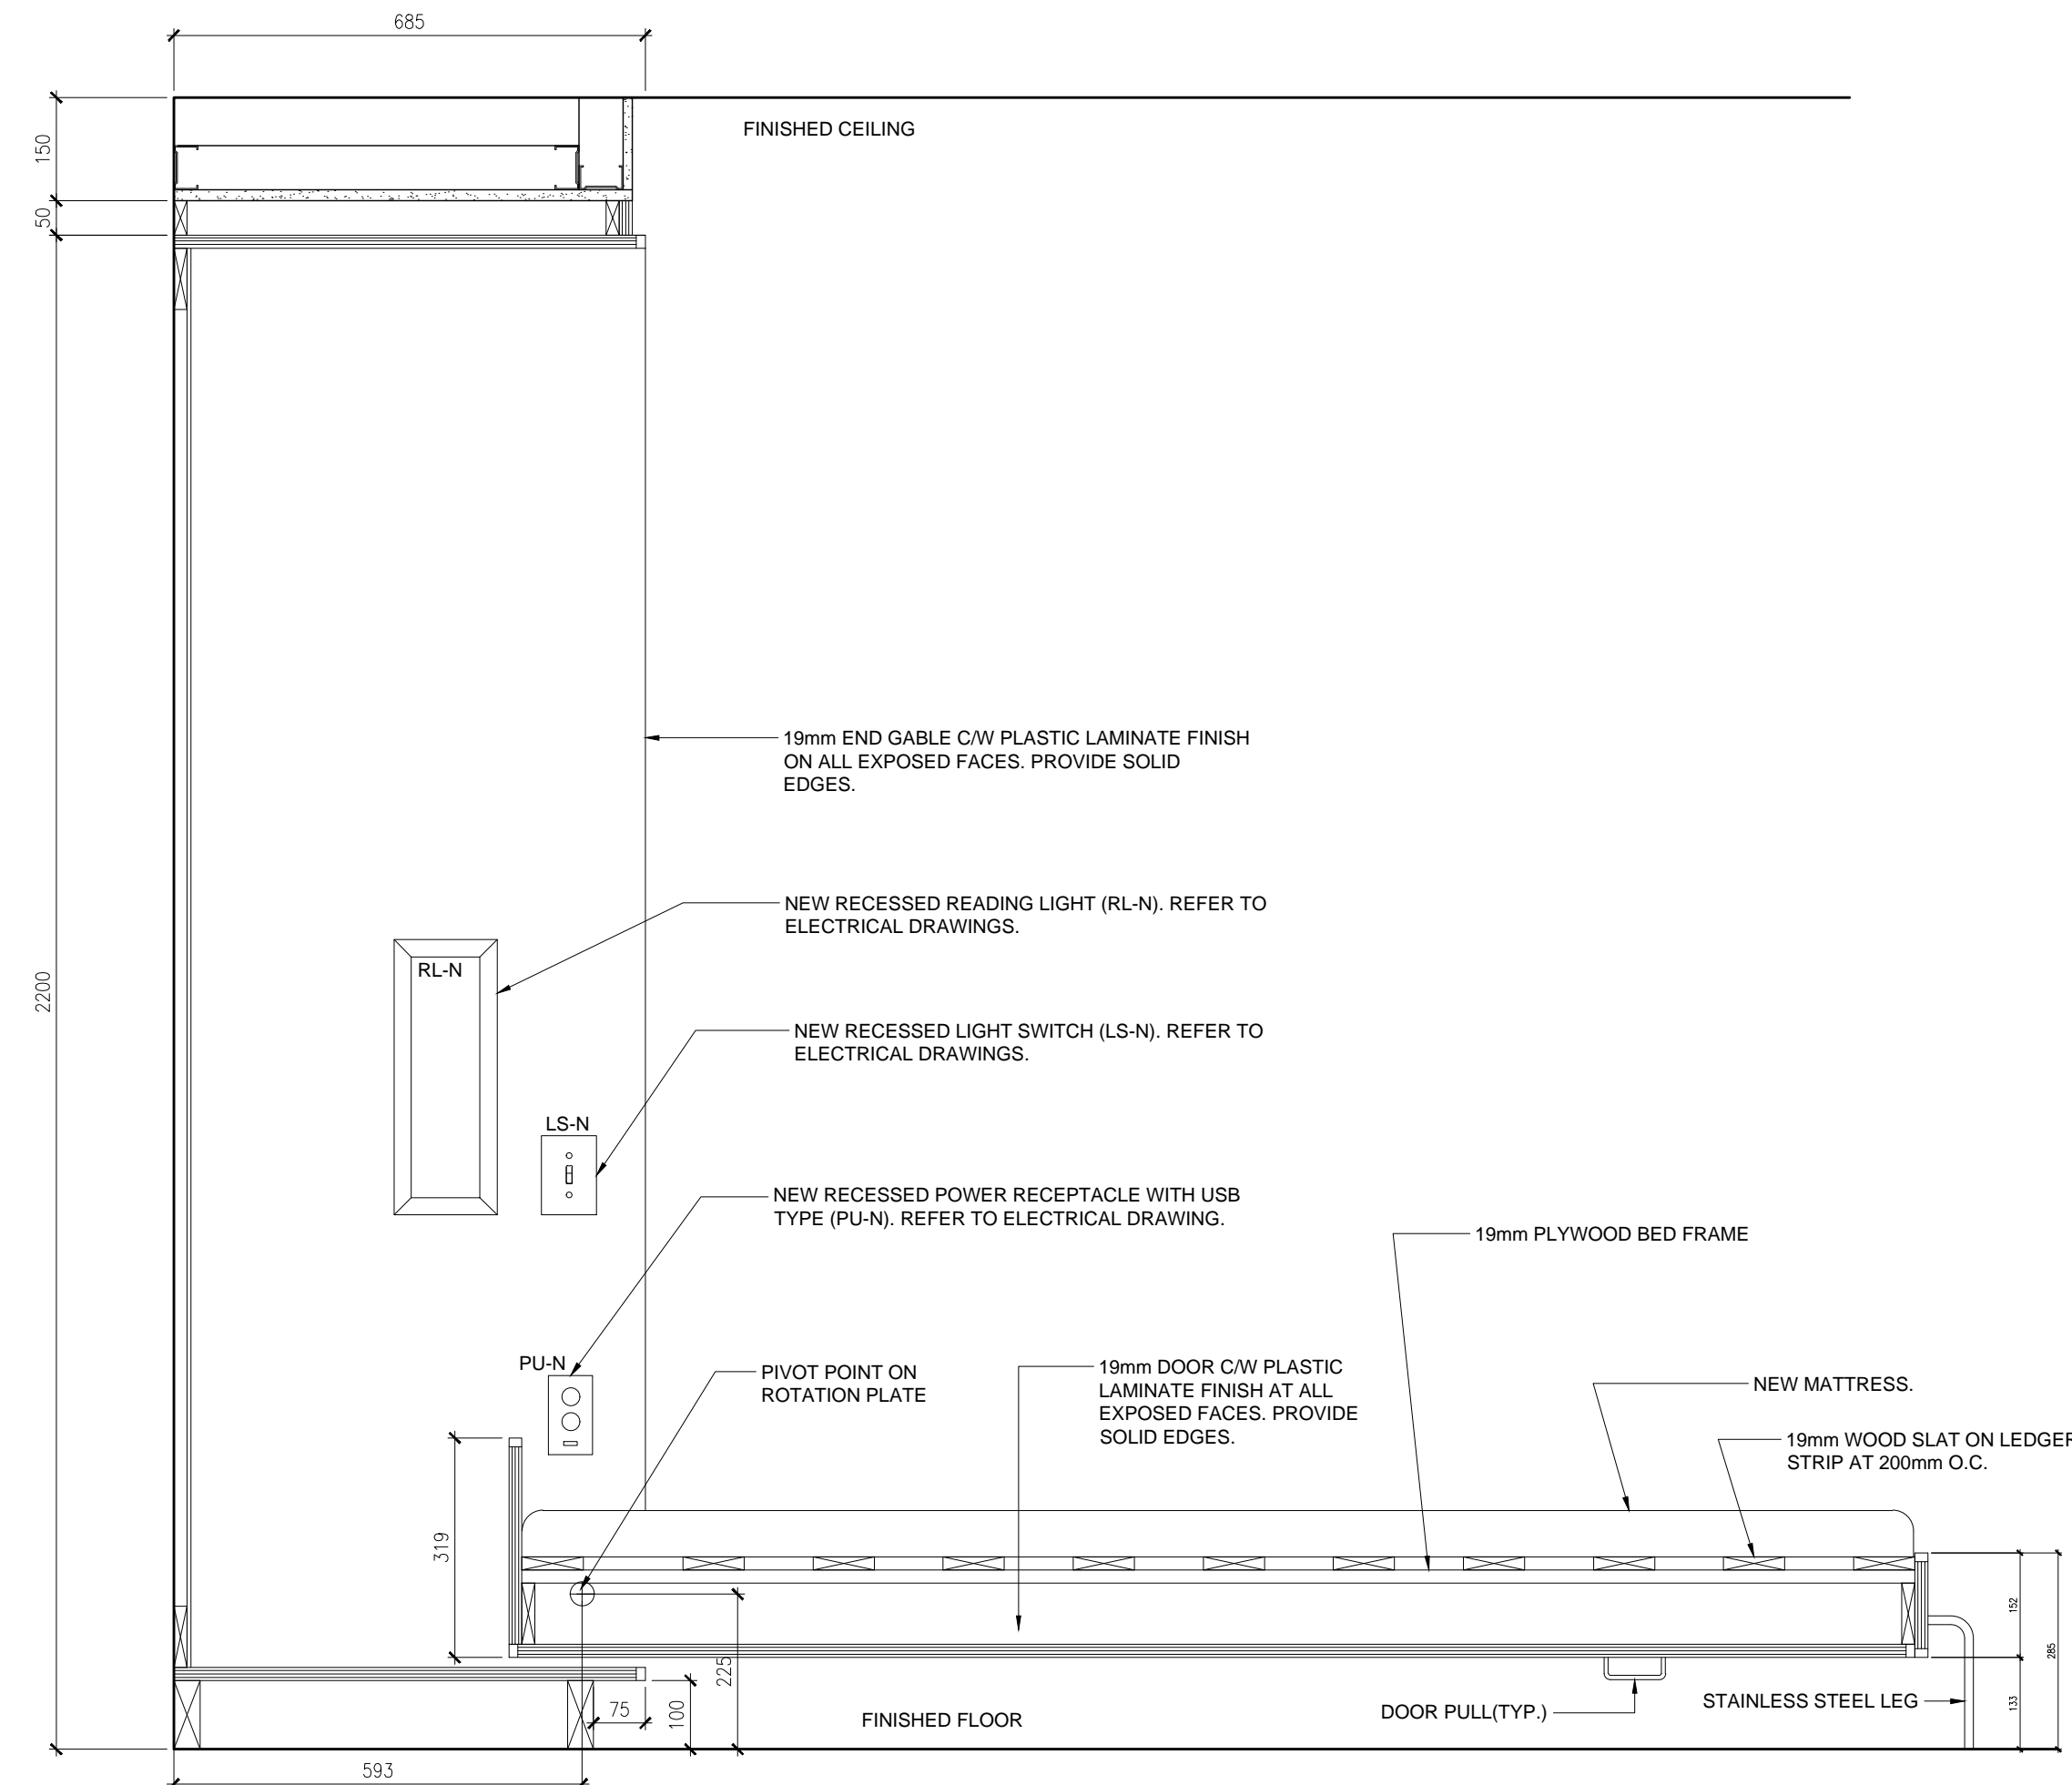 685
FINISHED CEILING
150
50
2200
19mm END GABLE C/W PLASTIC LAMINATE FINISH
ON ALL EXPOSED FACES. PROVIDE SOLID
EDGES.
NEW RECESSED READING LIGHT (RL-N). REFER TO
ELECTRICAL DRAWINGS.
RL-N
NEW RECESSED LIGHT SWITCH (LS-N). REFER TO
ELECTRICAL DRAWINGS.
LS-N
NEW RECESSED POWER RECEPTACLE WITH USB
TYPE (PU-N). REFER TO ELECTRICAL DRAWING.
19mm PLYWOOD BED FRAME
PU-N
PIVOT POINT ON
ROTATION PLATE
19mm DOOR C/W PLASTIC
LAMINATE FINISH AT ALL
EXPOSED FACES. PROVIDE
SOLID EDGES.
NEW MATTRESS.
19mm WOOD SLAT ON LEDGER
STRIP AT 200mm O.C.
319
152
285
133
225
100
75
593
FINISHED FLOOR
DOOR PULL(TYP.)
STAINLESS STEEL LEG